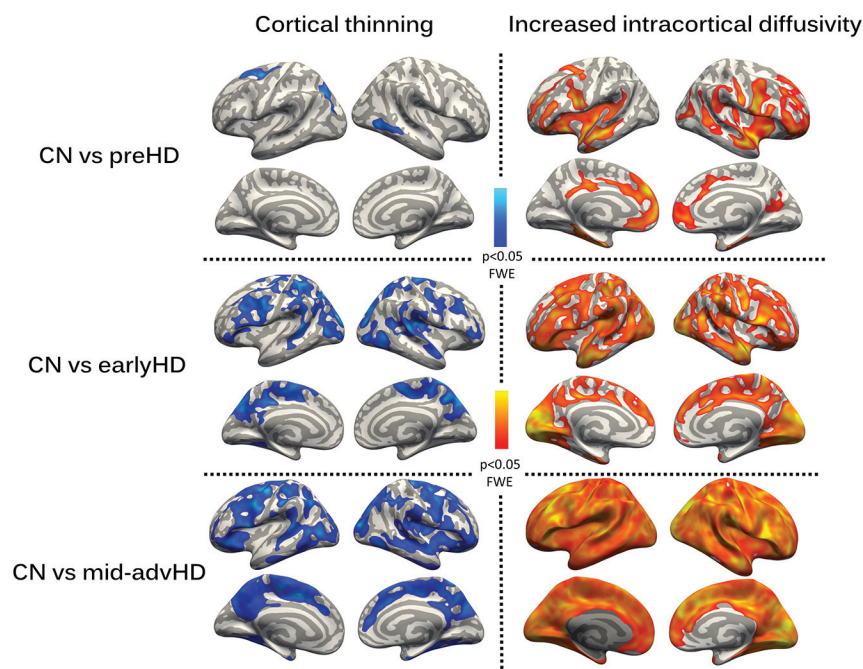 Cortical thinning
Increased intracortical diffusivity
CN vs preHD
p<0.05
FWE
CN vs earlyHD
p<0.05
FWE
CN vs mid-advHD